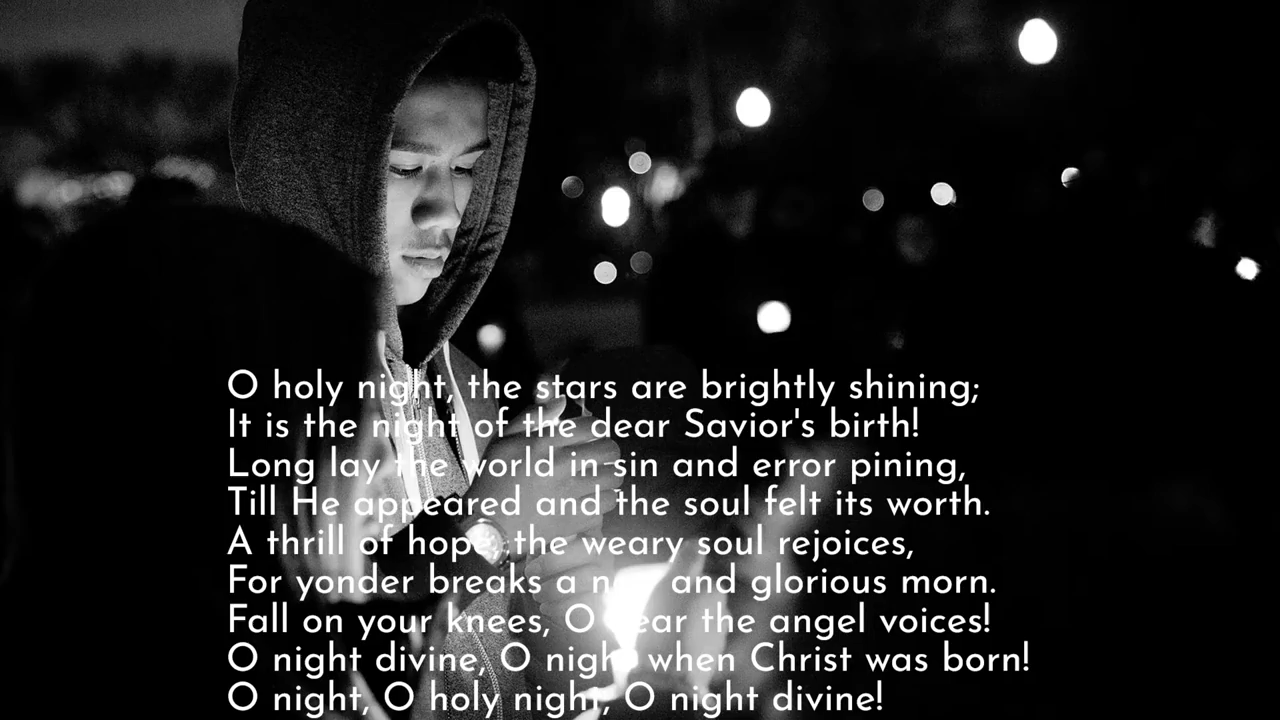 O holy night, the stars are brightly shining;
It is the night of the dear Savior's birth!
Long lay the world in sin and error pining,
Till He appeared and the soul felt its worth.
A thrill of hope, the weary soul rejoices,
For yonder breaks a new and glorious morn.
Fall on your knees, O hear the angel voices!
O night divine, O night when Christ was born!
O night, O holy night, O night divine!